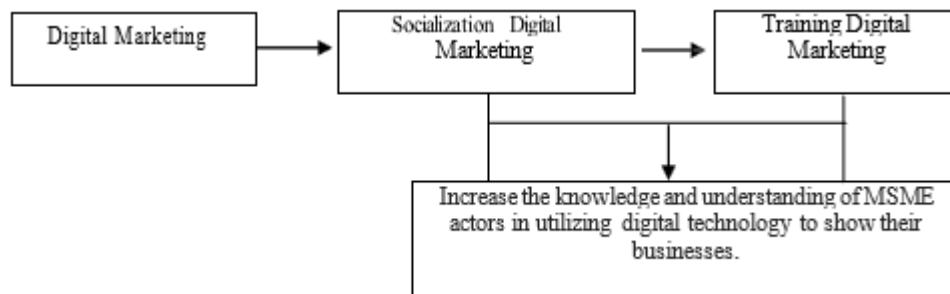 Digital Marketing
Socialization Digital
Marketing
Training Digital
Marketing
Increase the knowledge and understanding of MSME
actors in utilizing digital technology to show their
businesses.